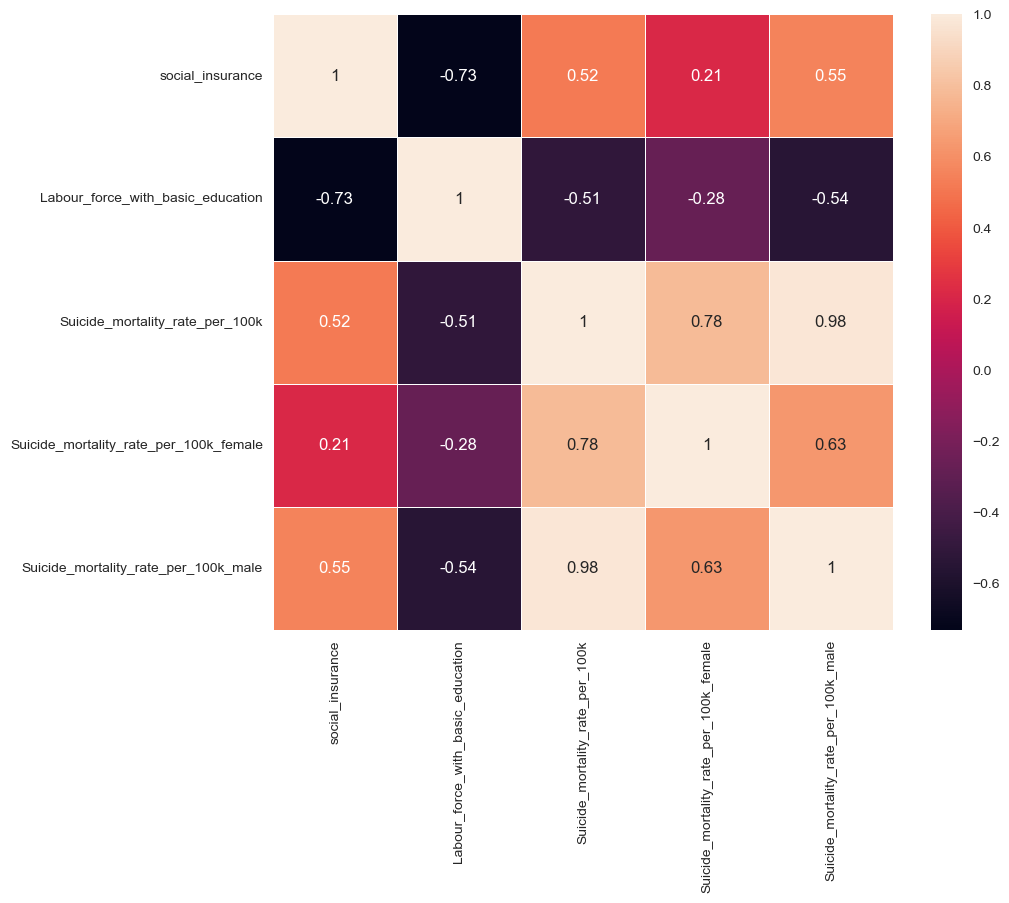 social_insurance 1 -0.73 0.52 0.21 0.55
Labour_force_with_basic_education -0.73 1 -0.51 -0.28 -0.54
Suicide_mortality_rate_per_100k 0.52 -0.51 1 0.78 0.98
Suicide_mortality_rate_per_100k_female 0.21 -0.28 0.78 1 0.63
Suicide_mortality_rate_per_100k_male 0.55 -0.54 0.98 0.63 1
social_insurance
Labour_force_with_basic_education
Suicide_mortality_rate_per_100k
Suicide_mortality_rate_per_100k_female
Suicide_mortality_rate_per_100k_male
1.0
0.8
0.6
0.4
0.2
0.0
−0.2
−0.4
−0.6